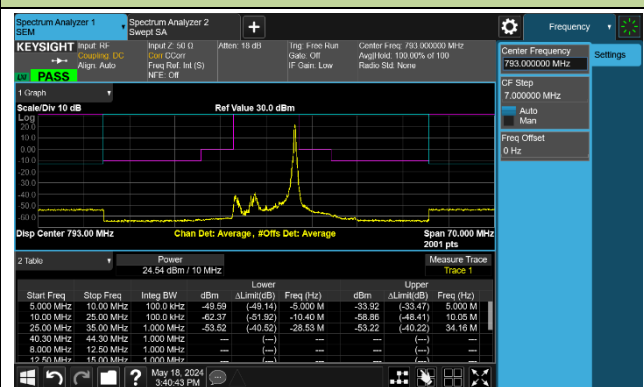 Spectrum Analyzer 1
SEM
Spectrum Analyzer 2
Swept SA
+
Frequency
KEYSIGHT
Input: RF
Coupling: DC
Align: Auto
Input Z: 50 Ω
Corr CCorr
Freq Ref: Int (S)
NFE: Off
Atten: 18 dB
Trig: Free Run
Gate: Off
IF Gain: Low
Center Freq: 793.000000 MHz
Avg|Hold: 100.00% of 100
Radio Std: None
LV PASS
Center Frequency
793.000000 MHz
Settings
CF Step
7.000000 MHz
Auto
Man
Freq Offset
0 Hz
1 Graph
Scale/Div 10 dB
Ref Value 30.0 dBm
Log
20.0
10.0
0.00
-10.0
-20.0
-30.0
-40.0
-50.0
-60.0
Disp Center 793.00 MHz
Chan Det: Average , #Offs Det: Average
Span 70.000 MHz
2001 pts
2 Table
Power
24.54 dBm / 10 MHz
Measure Trace
Trace 1
Lower Upper
Start Freq Stop Freq Integ BW dBm ΔLimit(dB) Freq (Hz) dBm ΔLimit(dB) Freq (Hz)
5.000 MHz 10.00 MHz 100.0 kHz -49.59 (-49.14) -5.000 M -33.92 (-33.47) 5.000 M
10.00 MHz 25.00 MHz 100.0 kHz -62.37 (-51.92) -10.40 M -58.86 (-48.41) 10.05 M
25.00 MHz 35.00 MHz 1.000 MHz -53.52 (-40.52) -28.53 M -53.22 (-40.22) 34.16 M
40.30 MHz 44.30 MHz 1.000 MHz --- (---) --- --- (---) ---
8.000 MHz 12.50 MHz 1.000 MHz --- (---) --- --- (---) ---
12.50 MHz 15.00 MHz 1.000 MHz --- (---) --- --- (---) ---
May 18, 2024
3:40:43 PM